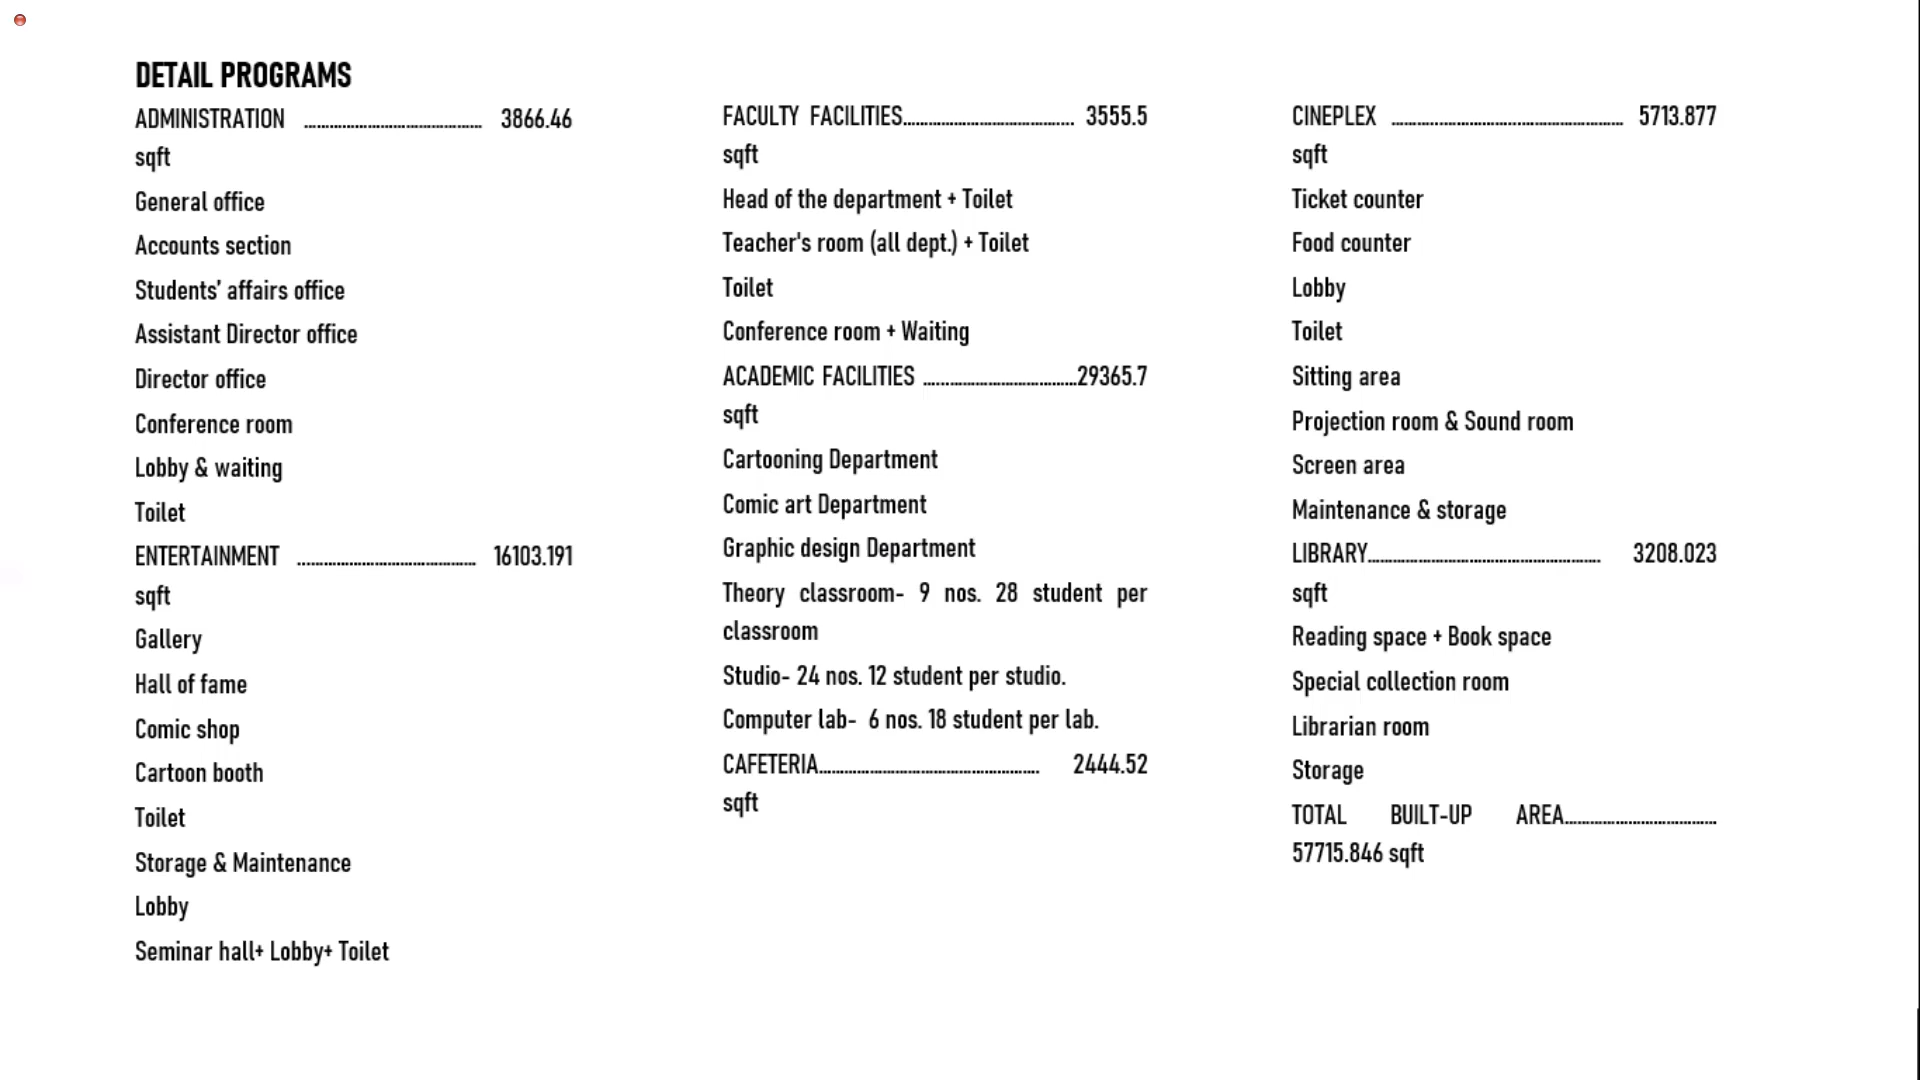 DETAIL PROGRAMS
ADMINISTRATION ............................................ 3866.46
sqft
General office
Accounts section
Students’ affairs office
Assistant Director office
Director office
Conference room
Lobby & waiting
Toilet
ENTERTAINMENT ............................................ 16103.191
sqft
Gallery
Hall of fame
Comic shop
Cartoon booth
Toilet
Storage & Maintenance
Lobby
Seminar hall+ Lobby+ Toilet
FACULTY FACILITIES.......................................... 3555.5
sqft
Head of the department + Toilet
Teacher's room (all dept.) + Toilet
Toilet
Conference room + Waiting
ACADEMIC FACILITIES ......................................29365.7
sqft
Cartooning Department
Comic art Department
Graphic design Department
Theory classroom- 9 nos. 28 student per
classroom
Studio- 24 nos. 12 student per studio.
Computer lab- 6 nos. 18 student per lab.
CAFETERIA...................................................... 2444.52
sqft
CINEPLEX ......................................................... 5713.877
sqft
Ticket counter
Food counter
Lobby
Toilet
Sitting area
Projection room & Sound room
Screen area
Maintenance & storage
LIBRARY......................................................... 3208.023
sqft
Reading space + Book space
Special collection room
Librarian room
Storage
TOTAL BUILT-UP AREA.....................................
57715.846 sqft